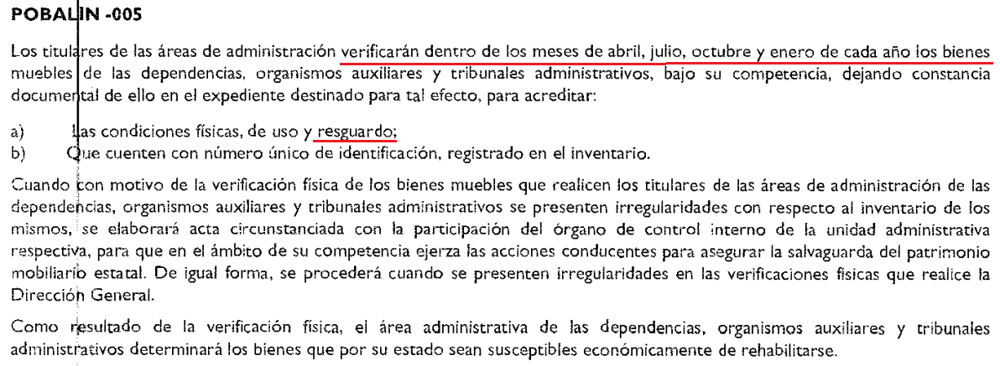 POBALIN -005
Los titulares de las áreas de administración verificarán dentro de los meses de abril, julio, octubre y enero de cada año los bienes
muebles de las dependencias, organismos auxiliares y tribunales administrativos, bajo su competencia, dejando constancia
documental de ello en el expediente destinado para tal efecto, para acreditar:
a) Las condiciones físicas, de uso y resguardo;
b) Que cuenten con número único de identificación, registrado en el inventario.
Cuando con motivo de la verificación física de los bienes muebles que realicen los titulares de las áreas de administración de las
dependencias, organismos auxiliares y tribunales administrativos se presenten irregularidades con respecto al inventario de los
mismos, se elaborará acta circunstanciada con la participación del órgano de control interno de la unidad administrativa
respectiva, para que en el ámbito de su competencia ejerza las acciones conducentes para asegurar la salvaguarda del patrimonio
mobiliario estatal. De igual forma, se procederá cuando se presenten irregularidades en las verificaciones físicas que realice la
Dirección General.
Como resultado de la verificación física, el área administrativa de las dependencias, organismos auxiliares y tribunales
administrativos determinará los bienes que por su estado sean susceptibles económicamente de rehabilitarse.